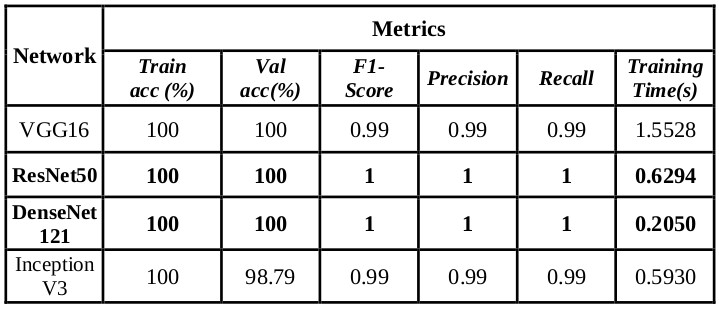 Network Metrics
Train acc (%) Val acc(%) F1-Score Precision Recall Training Time(s)
VGG16 100 100 0.99 0.99 0.99 1.5528
ResNet50 100 100 1 1 1 0.6294
DenseNet 121 100 100 1 1 1 0.2050
Inception V3 100 98.79 0.99 0.99 0.99 0.5930